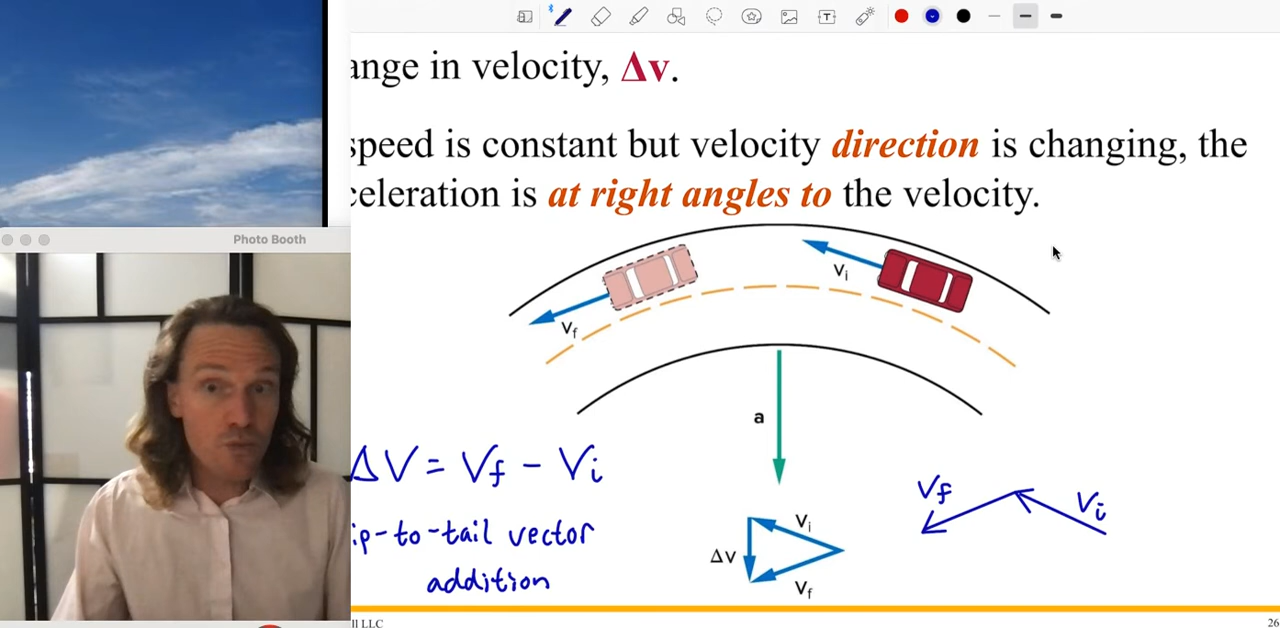 ange in velocity, Δv.
speed is constant but velocity direction is changing, the
celeration is at right angles to the velocity.
Photo Booth
Vi
Vf
a
ΔV = Vf - Vi
ip-to-tail vector
addition
Vi
ΔV
Vf
Vf
Vi
ll LLC
26